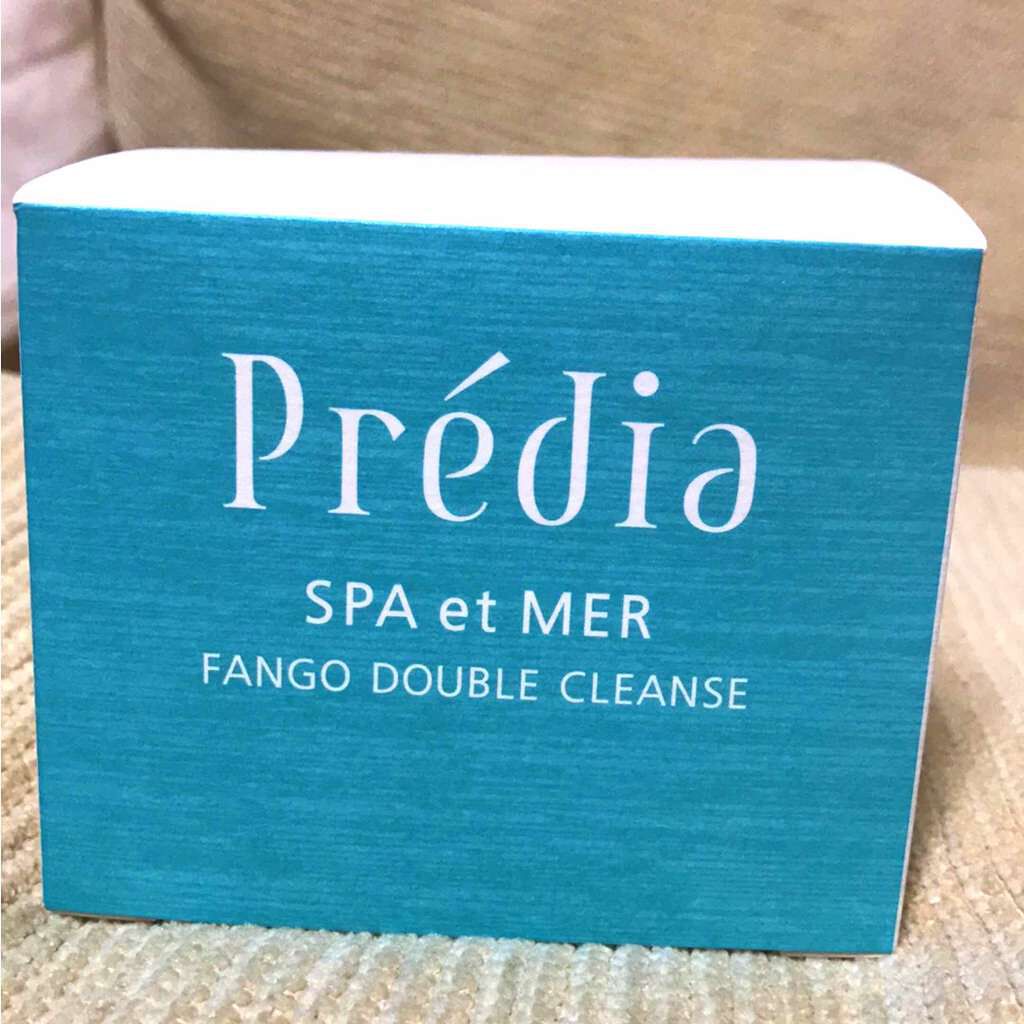 Prédia
SPA et MER
FANGO DOUBLE CLEANSE